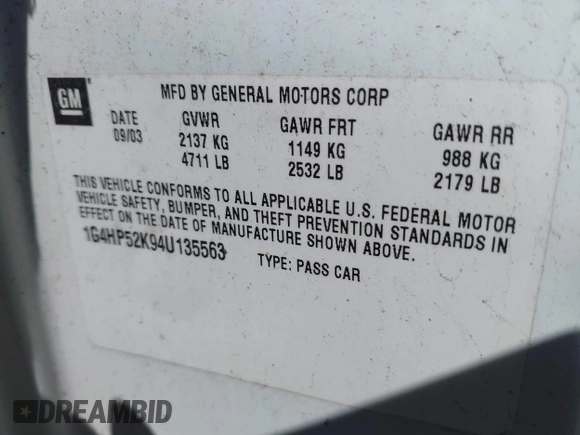 GM
MFD BY GENERAL MOTORS CORP
DATE GVWR GAWR FRT GAWR RR
09/03 2137 KG 1149 KG 988 KG
4711 LB 2532 LB 2179 LB
THIS VEHICLE CONFORMS TO ALL APPLICABLE U.S. FEDERAL MOTOR
VEHICLE SAFETY, BUMPER, AND THEFT PREVENTION STANDARDS IN
EFFECT ON THE DATE OF MANUFACTURE SHOWN ABOVE.
1G4HP52K94U135563 TYPE: PASS CAR
DREAMBID